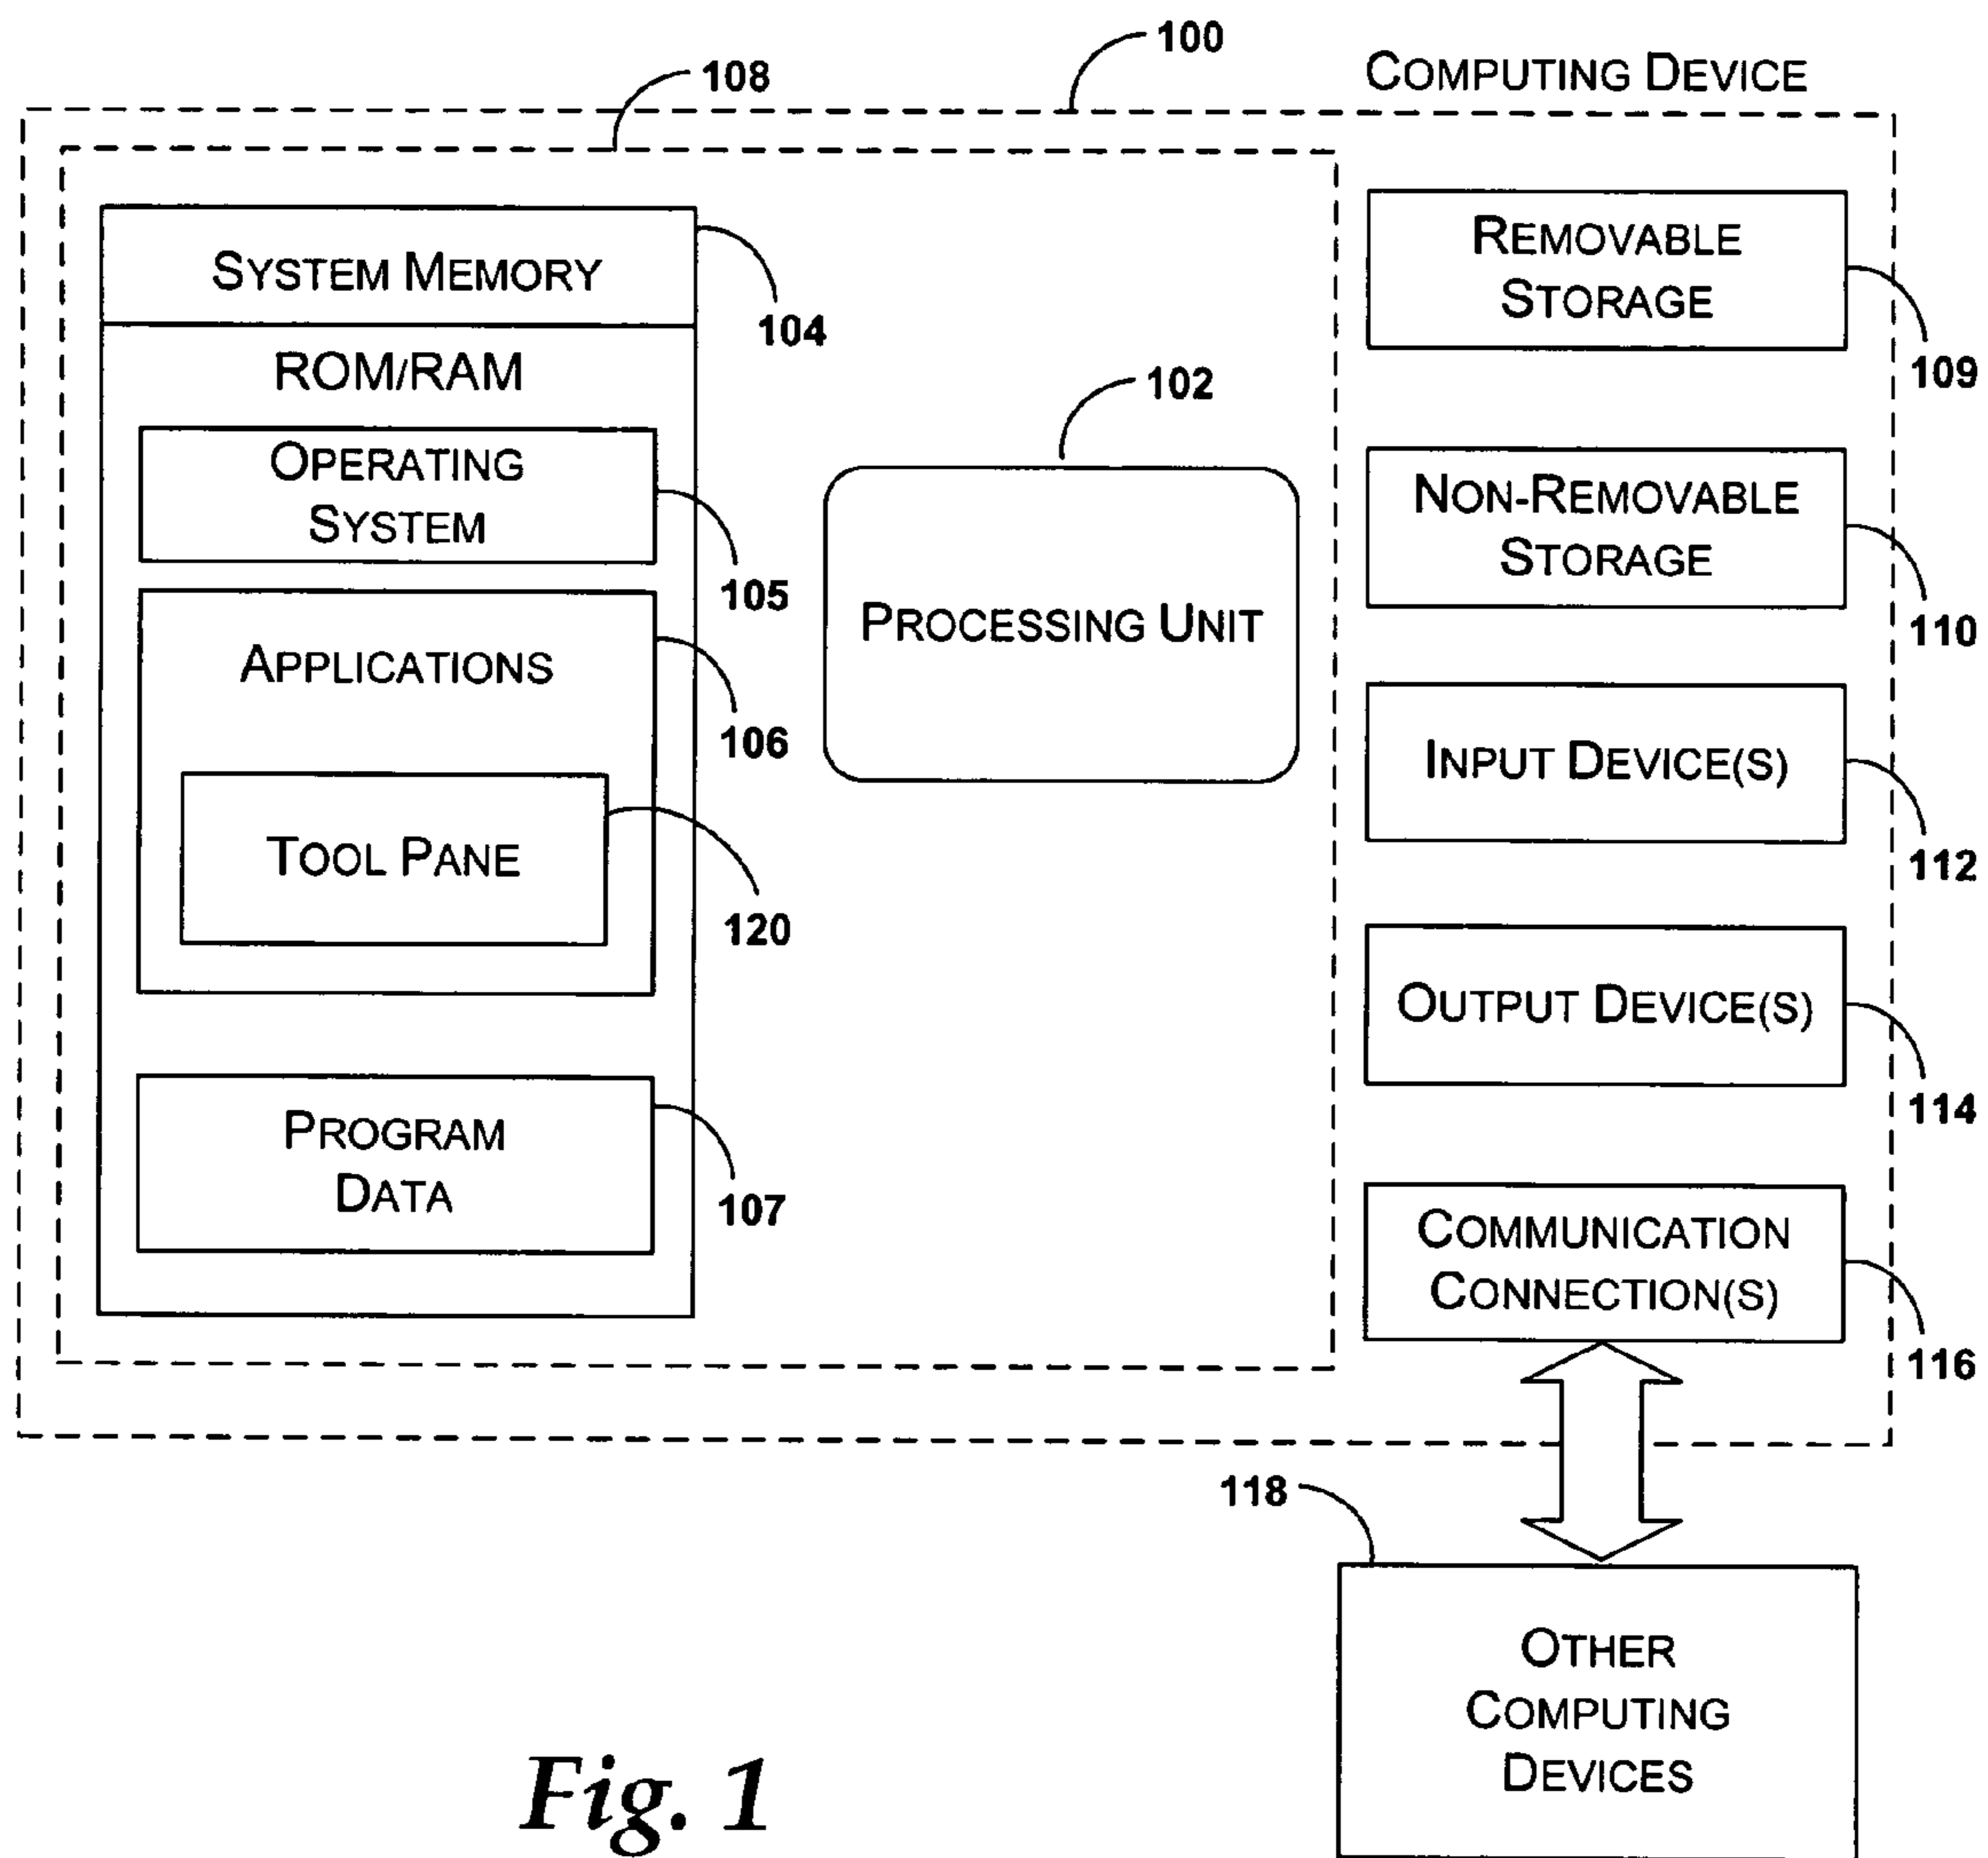 100
COMPUTING DEVICE
108
SYSTEM MEMORY
104
ROM/RAM
OPERATING
SYSTEM
105
APPLICATIONS
106
TOOL PANE
120
PROGRAM
DATA
107
102
PROCESSING UNIT
REMOVABLE
STORAGE
109
NON-REMOVABLE
STORAGE
110
INPUT DEVICE(S)
112
OUTPUT DEVICE(S)
114
COMMUNICATION
CONNECTION(S)
116
118
OTHER
COMPUTING
DEVICES
Fig. 1